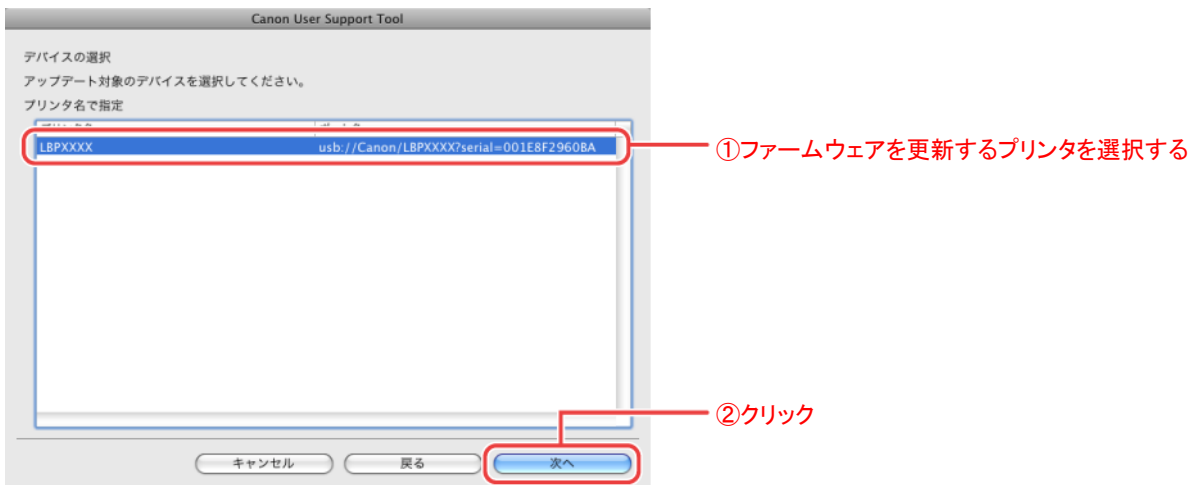 Canon User Support Tool
デバイスの選択
アップデート対象のデバイスを選択してください。
プリンタ名で指定
LBPXXXX usb://Canon/LBPXXXX?serial=001E8F2960BA
①ファームウェアを更新するプリンタを選択する
②クリック
キャンセル 戻る 次へ